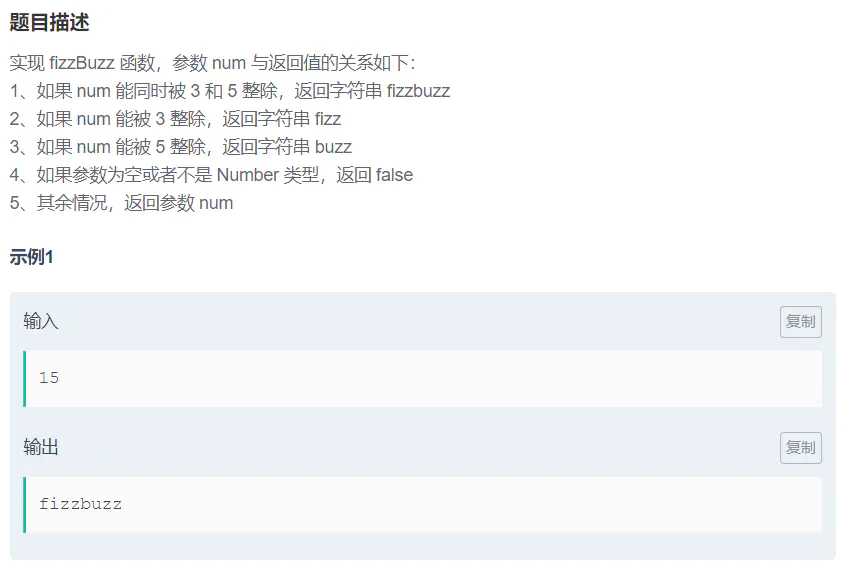 题目描述
实现 fizzBuzz 函数，参数 num 与返回值的关系如下：
1、如果 num 能同时被 3 和 5 整除，返回字符串 fizzbuzz
2、如果 num 能被 3 整除，返回字符串 fizz
3、如果 num 能被 5 整除，返回字符串 buzz
4、如果参数为空或者不是 Number 类型，返回 false
5、其余情况，返回参数 num
示例1
输入
复制
15
输出
复制
fizzbuzz